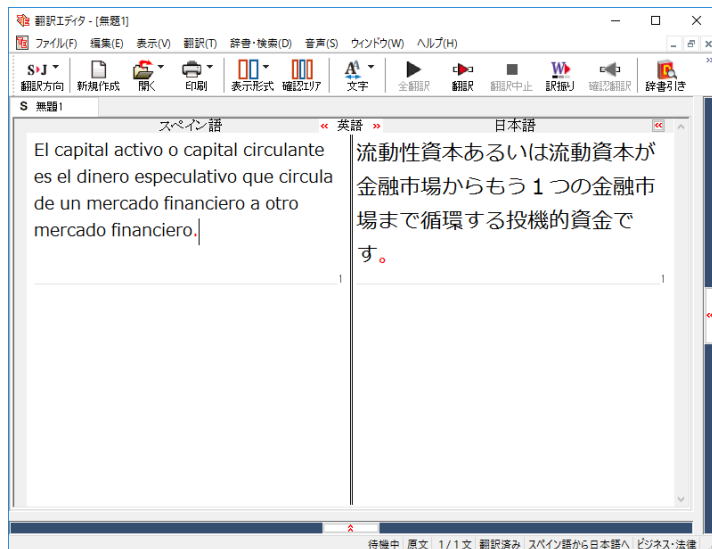 翻訳エディタ - [無題1]
ファイル(F) 編集(E) 表示(V) 翻訳(T) 辞書・検索(D) 音声(S) ウィンドウ(W) ヘルプ(H)
S›J
翻訳方向 新規作成 開く 印刷 表示形式 確認エリア 文字 全翻訳 翻訳 翻訳中止 訳振り 確認翻訳 辞書引き
S 無題1
スペイン語 « 英語 » 日本語 «
El capital activo o capital circulante
es el dinero especulativo que circula
de un mercado financiero a otro
mercado financiero.
1
流動性資本あるいは流動資本が
金融市場からもう１つの金融市
場まで循環する投機的資金で
す。
1
待機中 原文 1/1文 翻訳済み スペイン語から日本語へ ビジネス・法律